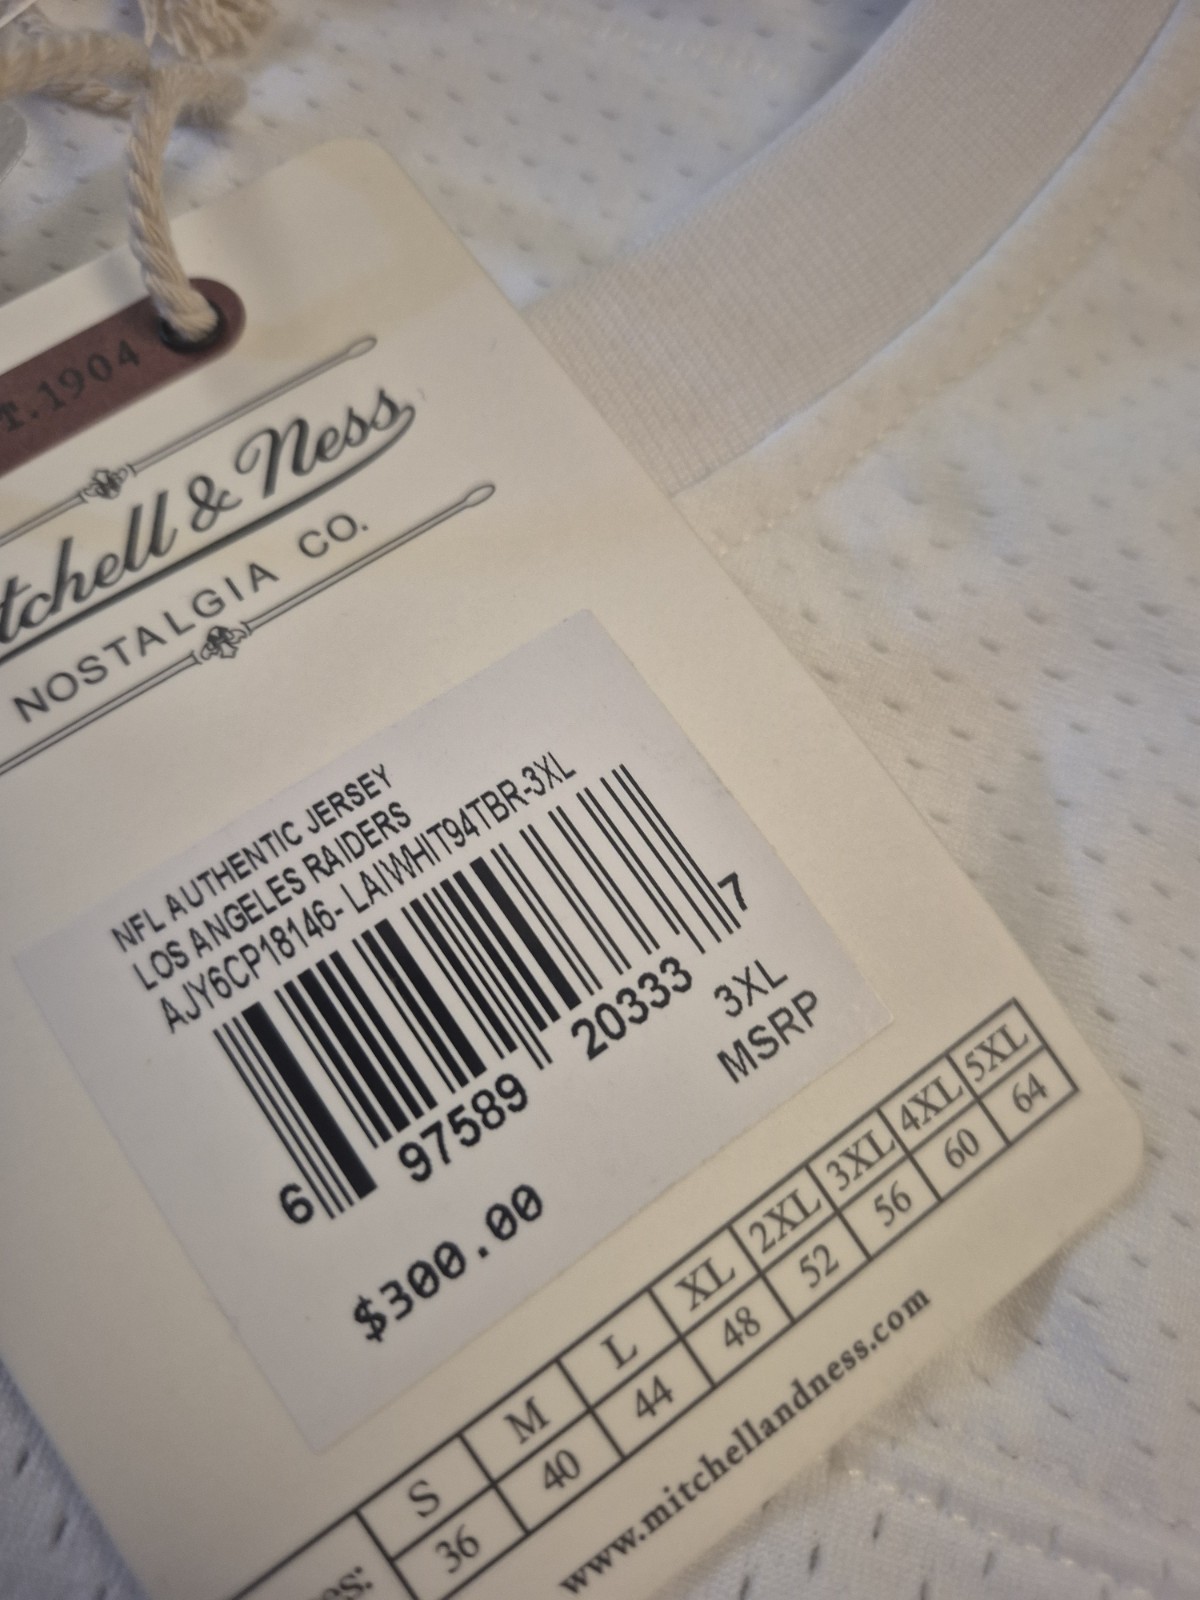 T.1904
tchell & Ness
NOSTALGIA CO.
NFL AUTHENTIC JERSEY
LOS ANGELES RAIDERS
AJY6CP18146- LAIWHIT94TBR-3XL
6 97589 20333 7
3XL
$300.00 MSRP
S M L XL 2XL 3XL 4XL 5XL
es: 36 40 44 48 52 56 60 64
www.mitchellandness.com